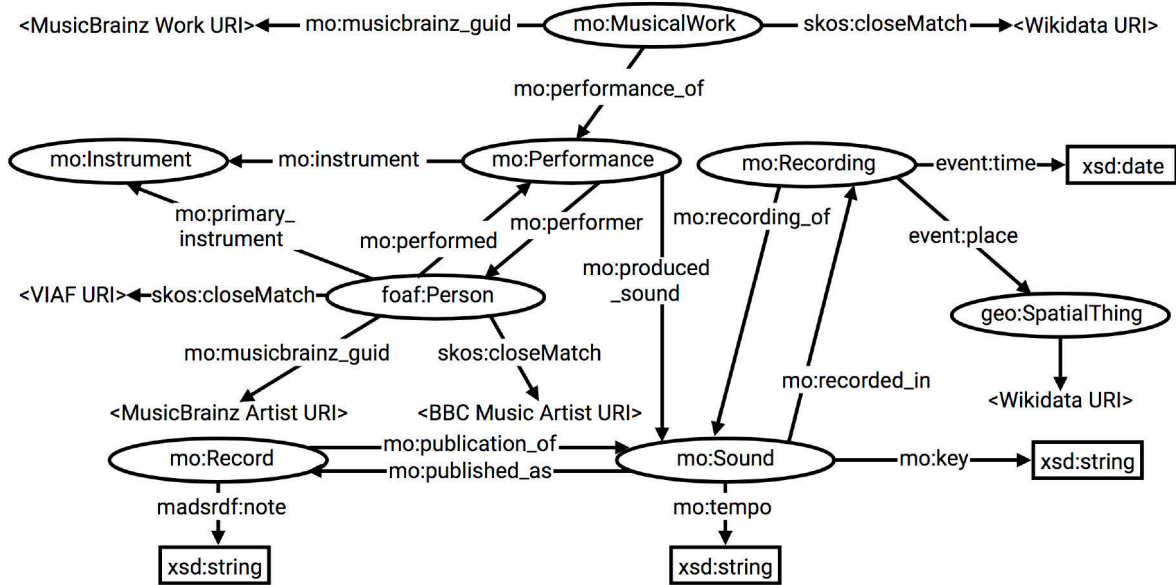 <MusicBrainz Work URI>
mo:musicbrainz_guid
mo:MusicalWork
skos:closeMatch
<Wikidata URI>
mo:performance_of
mo:Instrument
mo:instrument
mo:Performance
mo:Recording
event:time
xsd:date
mo:primary_
instrument
mo:performed
mo:performer
mo:recording_of
event:place
mo:produced
_sound
<VIAF URI>
skos:closeMatch
foaf:Person
geo:SpatialThing
mo:musicbrainz_guid
skos:closeMatch
mo:recorded_in
<MusicBrainz Artist URI>
<BBC Music Artist URI>
<Wikidata URI>
mo:Record
mo:publication_of
mo:published_as
mo:Sound
mo:key
xsd:string
madsrdf:note
mo:tempo
xsd:string
xsd:string